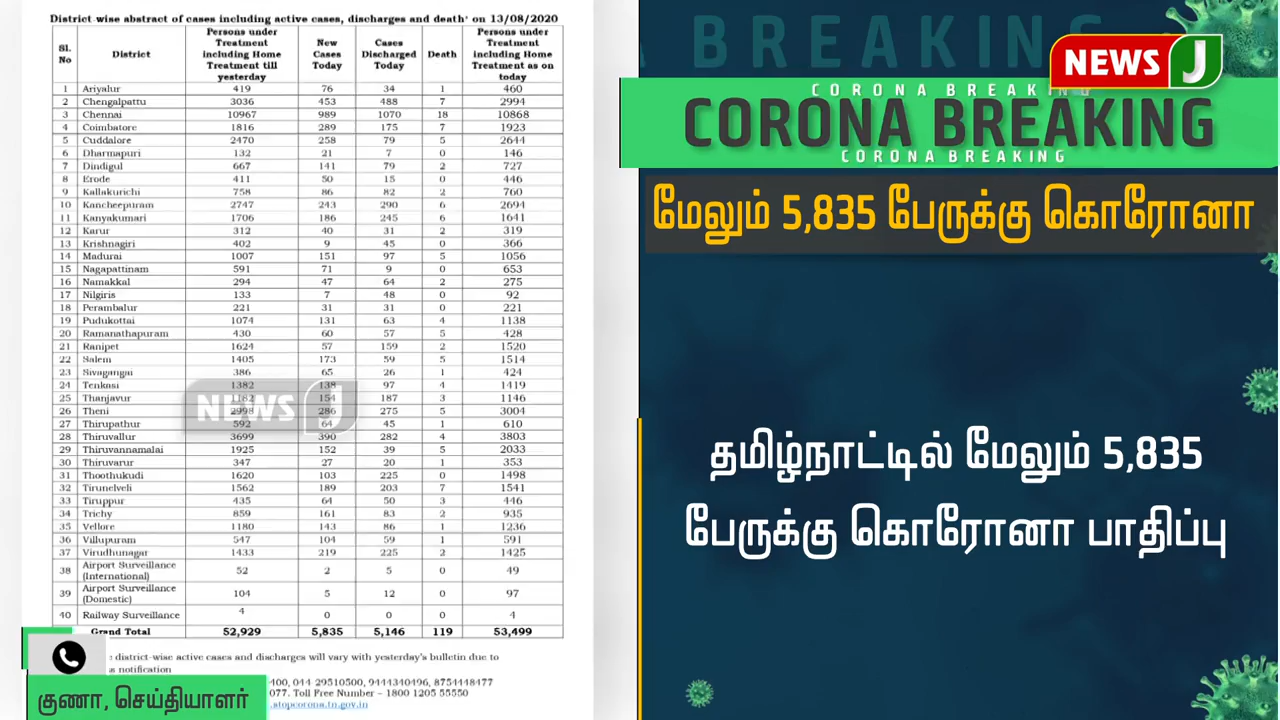 District-wise abstract of cases including active cases, discharges and death' on 13/08/2020
Sl. No District Persons under Treatment including Home Treatment till yesterday New Cases Today Cases Discharged Today Death Persons under Treatment including Home Treatment as on today
1 Ariyalur 419 76 34 1 460
2 Chengalpattu 3036 453 488 7 2994
3 Chennai 10967 989 1070 18 10868
4 Coimbatore 1816 289 175 7 1923
5 Cuddalore 2470 258 79 5 2644
6 Dharmapuri 132 21 7 0 146
7 Dindigul 667 141 79 2 727
8 Erode 411 50 15 0 446
9 Kallakurichi 758 86 82 2 760
10 Kancheepuram 2747 243 290 6 2694
11 Kanyakumari 1706 186 245 6 1641
12 Karur 312 40 31 2 319
13 Krishnagiri 402 9 45 0 366
14 Madurai 1007 151 97 5 1056
15 Nagapattinam 591 71 9 0 653
16 Namakkal 294 47 64 2 275
17 Nilgiris 133 7 48 0 92
18 Perambalur 221 31 31 0 221
19 Pudukottai 1074 131 63 4 1138
20 Ramanathapuram 430 60 57 5 428
21 Ranipet 1624 57 159 2 1520
22 Salem 1405 173 59 5 1514
23 Sivagangai 386 65 26 1 424
24 Tenkasi 1382 138 97 4 1419
25 Thanjavur 1182 154 187 3 1146
26 Theni 2998 286 275 5 3004
27 Thirupathur 592 64 45 1 610
28 Thiruvallur 3699 390 282 4 3803
29 Thiruvannamalai 1925 152 39 5 2033
30 Thiruvarur 347 27 20 1 353
31 Thoothukudi 1620 103 225 0 1498
32 Tirunelveli 1562 189 203 7 1541
33 Tiruppur 435 64 50 3 446
34 Trichy 859 161 83 2 935
35 Vellore 1180 143 86 1 1236
36 Villupuram 547 104 59 1 591
37 Virudhunagar 1433 219 225 2 1425
38 Airport Surveillance (International) 52 2 5 0 49
39 Airport Surveillance (Domestic) 104 5 12 0 97
40 Railway Surveillance 4 0 0 0 4
Grand Total 52,929 5,835 5,146 119 53,499
: district-wise active cases and discharges will vary with yesterday's bulletin due to
s notification
400, 044-29510500, 9444340496, 8754448477
077. Toll Free Number – 1800 1205 55550
.stopcorona.tn.gov.in
NEWS J
குணா, செய்தியாளர்
A BREAKING
NEWS J
CORONA BREAKING
CORONA BREAKING
CORONA BREAKING
மேலும் 5,835 பேருக்கு கொரோனா
தமிழ்நாட்டில் மேலும் 5,835
பேருக்கு கொரோனா பாதிப்பு